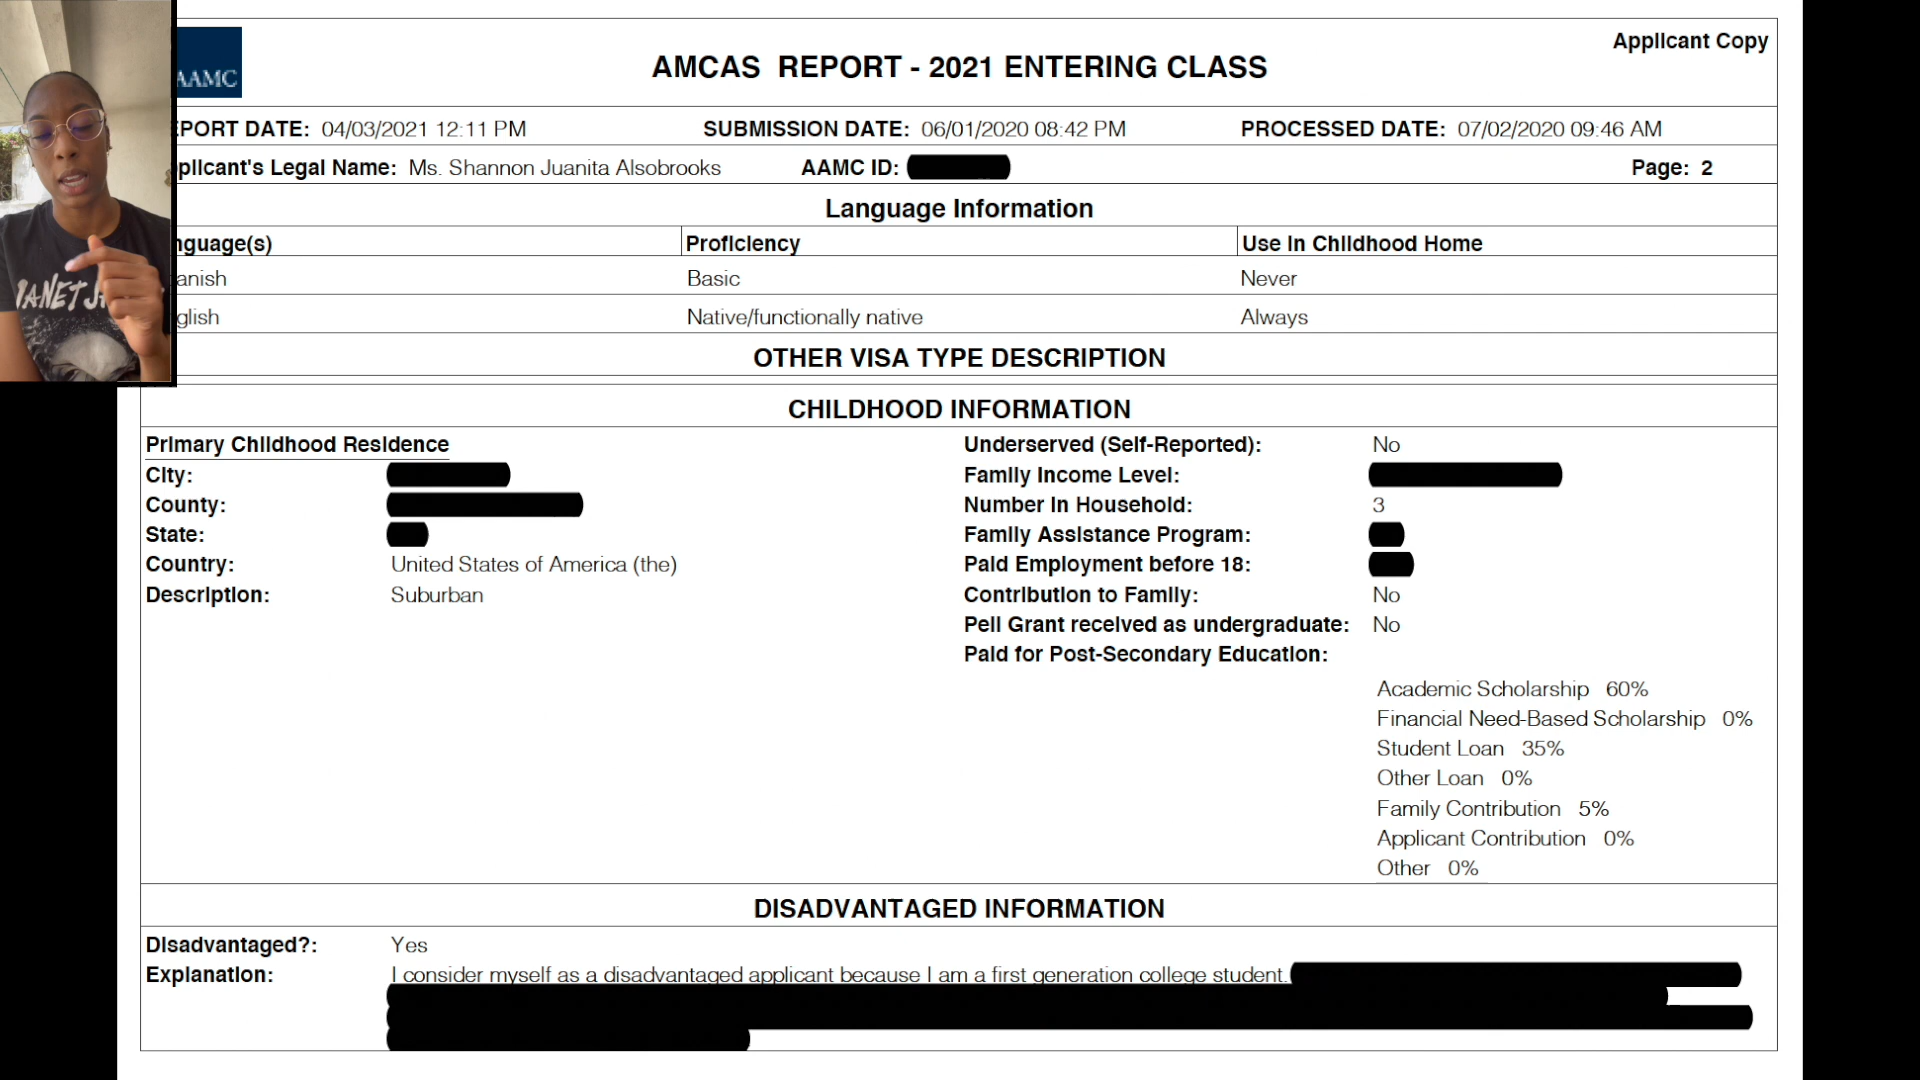 AAMC
Applicant Copy
AMCAS REPORT - 2021 ENTERING CLASS
EPORT DATE: 04/03/2021 12:11 PM SUBMISSION DATE: 06/01/2020 08:42 PM PROCESSED DATE: 07/02/2020 09:46 AM
pplicant's Legal Name: Ms. Shannon Juanita Alsobrooks AAMC ID: Page: 2
Language Information
nguage(s) Proficiency Use in Childhood Home
anish Basic Never
glish Native/functionally native Always
OTHER VISA TYPE DESCRIPTION
CHILDHOOD INFORMATION
Primary Childhood Residence
City:
County:
State:
Country: United States of America (the)
Description: Suburban
Underserved (Self-Reported): No
Family Income Level:
Number in Household: 3
Family Assistance Program:
Paid Employment before 18:
Contribution to Family: No
Pell Grant received as undergraduate: No
Paid for Post-Secondary Education:
Academic Scholarship 60%
Financial Need-Based Scholarship 0%
Student Loan 35%
Other Loan 0%
Family Contribution 5%
Applicant Contribution 0%
Other 0%
DISADVANTAGED INFORMATION
Disadvantaged?: Yes
Explanation: I consider myself as a disadvantaged applicant because I am a first generation college student.